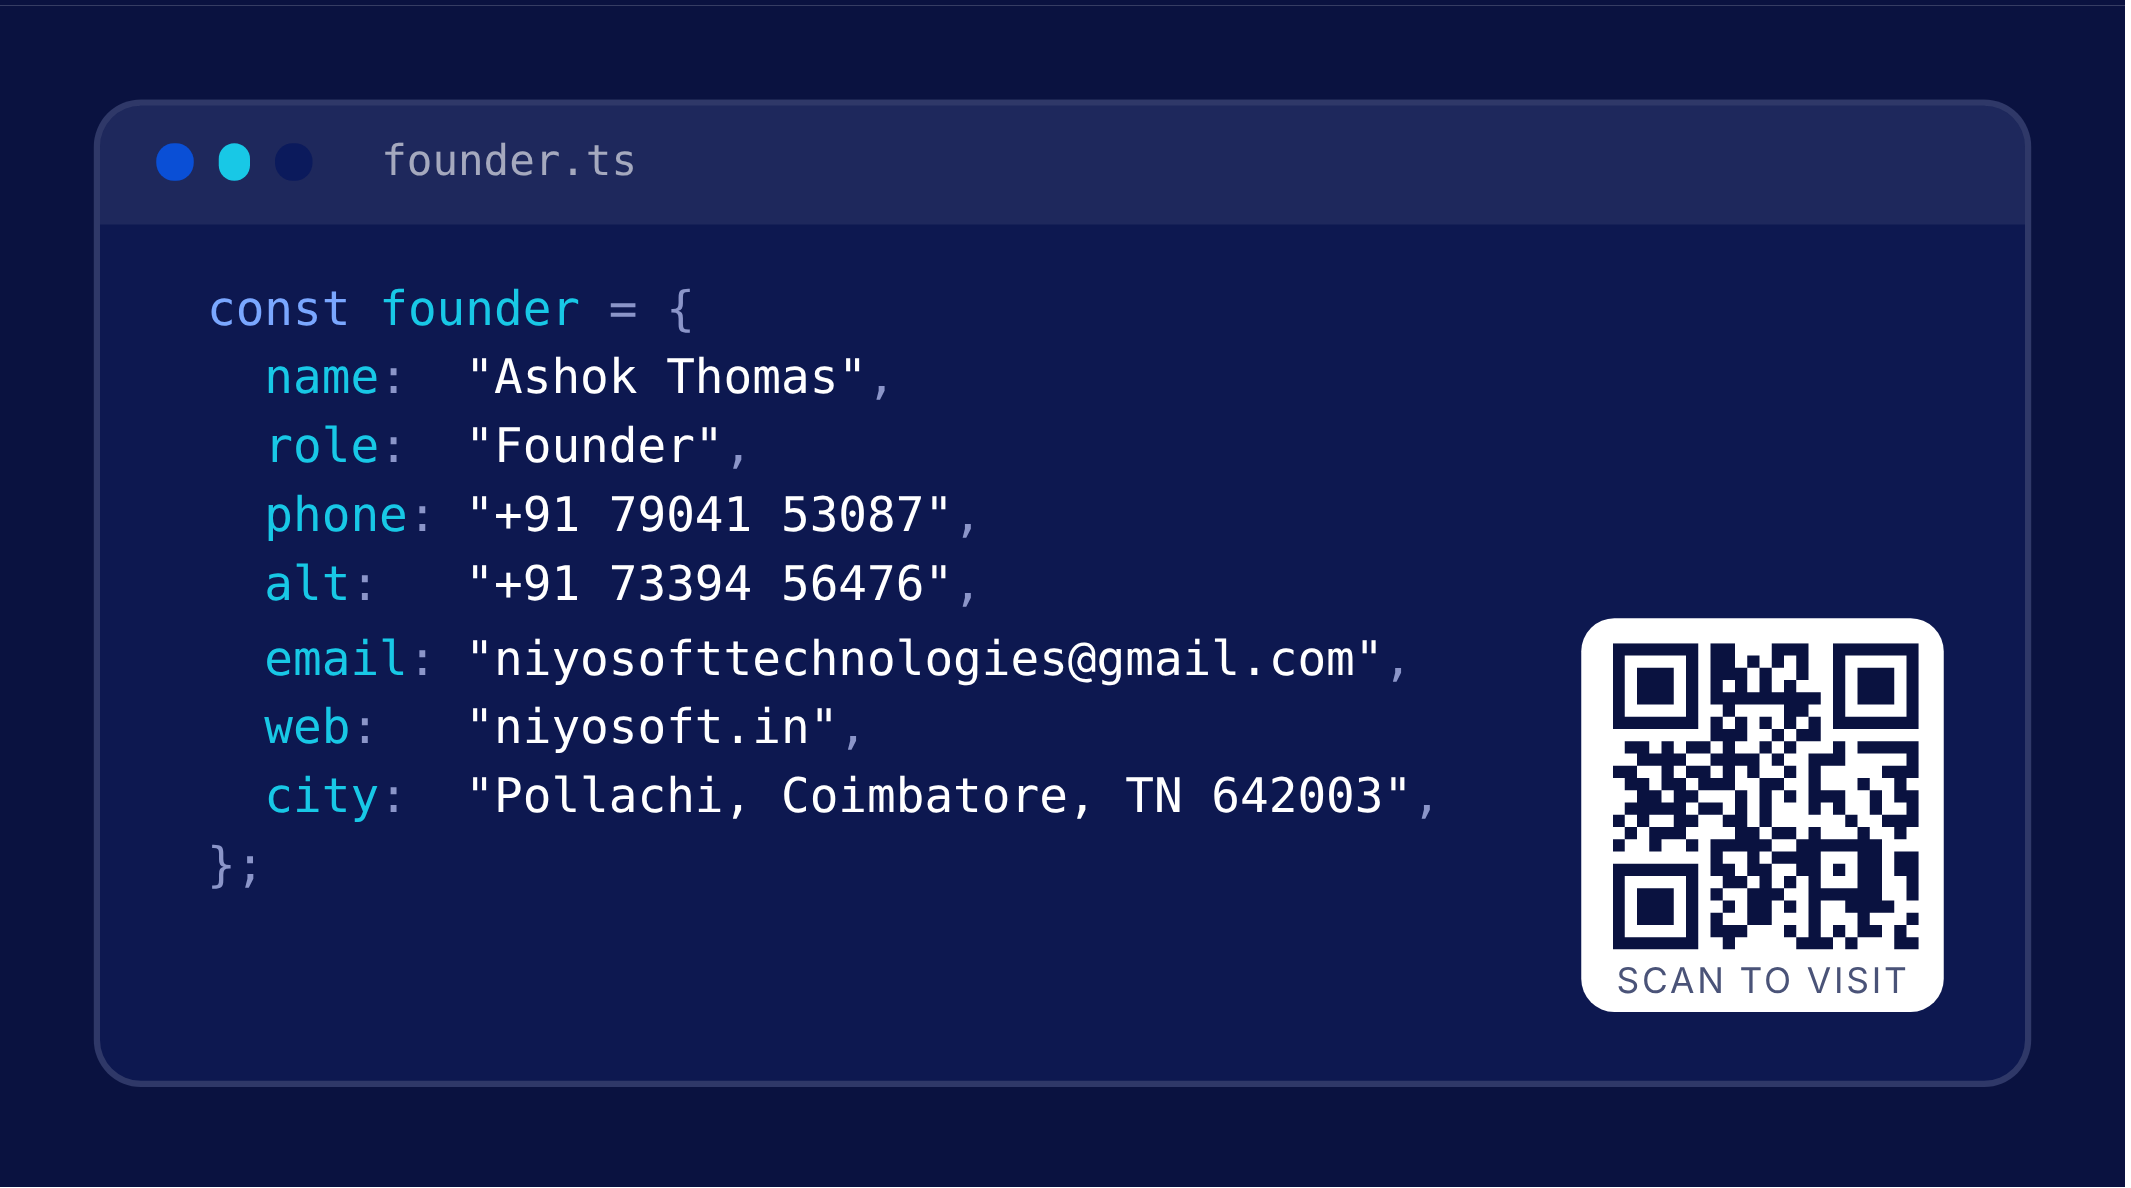 founder.ts
const founder = {
  name:  "Ashok Thomas",
  role:  "Founder",
  phone: "+91 79041 53087",
  alt:   "+91 73394 56476",
  email: "niyosofttechnologies@gmail.com",
  web:   "niyosoft.in",
  city:  "Pollachi, Coimbatore, TN 642003",
};
SCAN TO VISIT